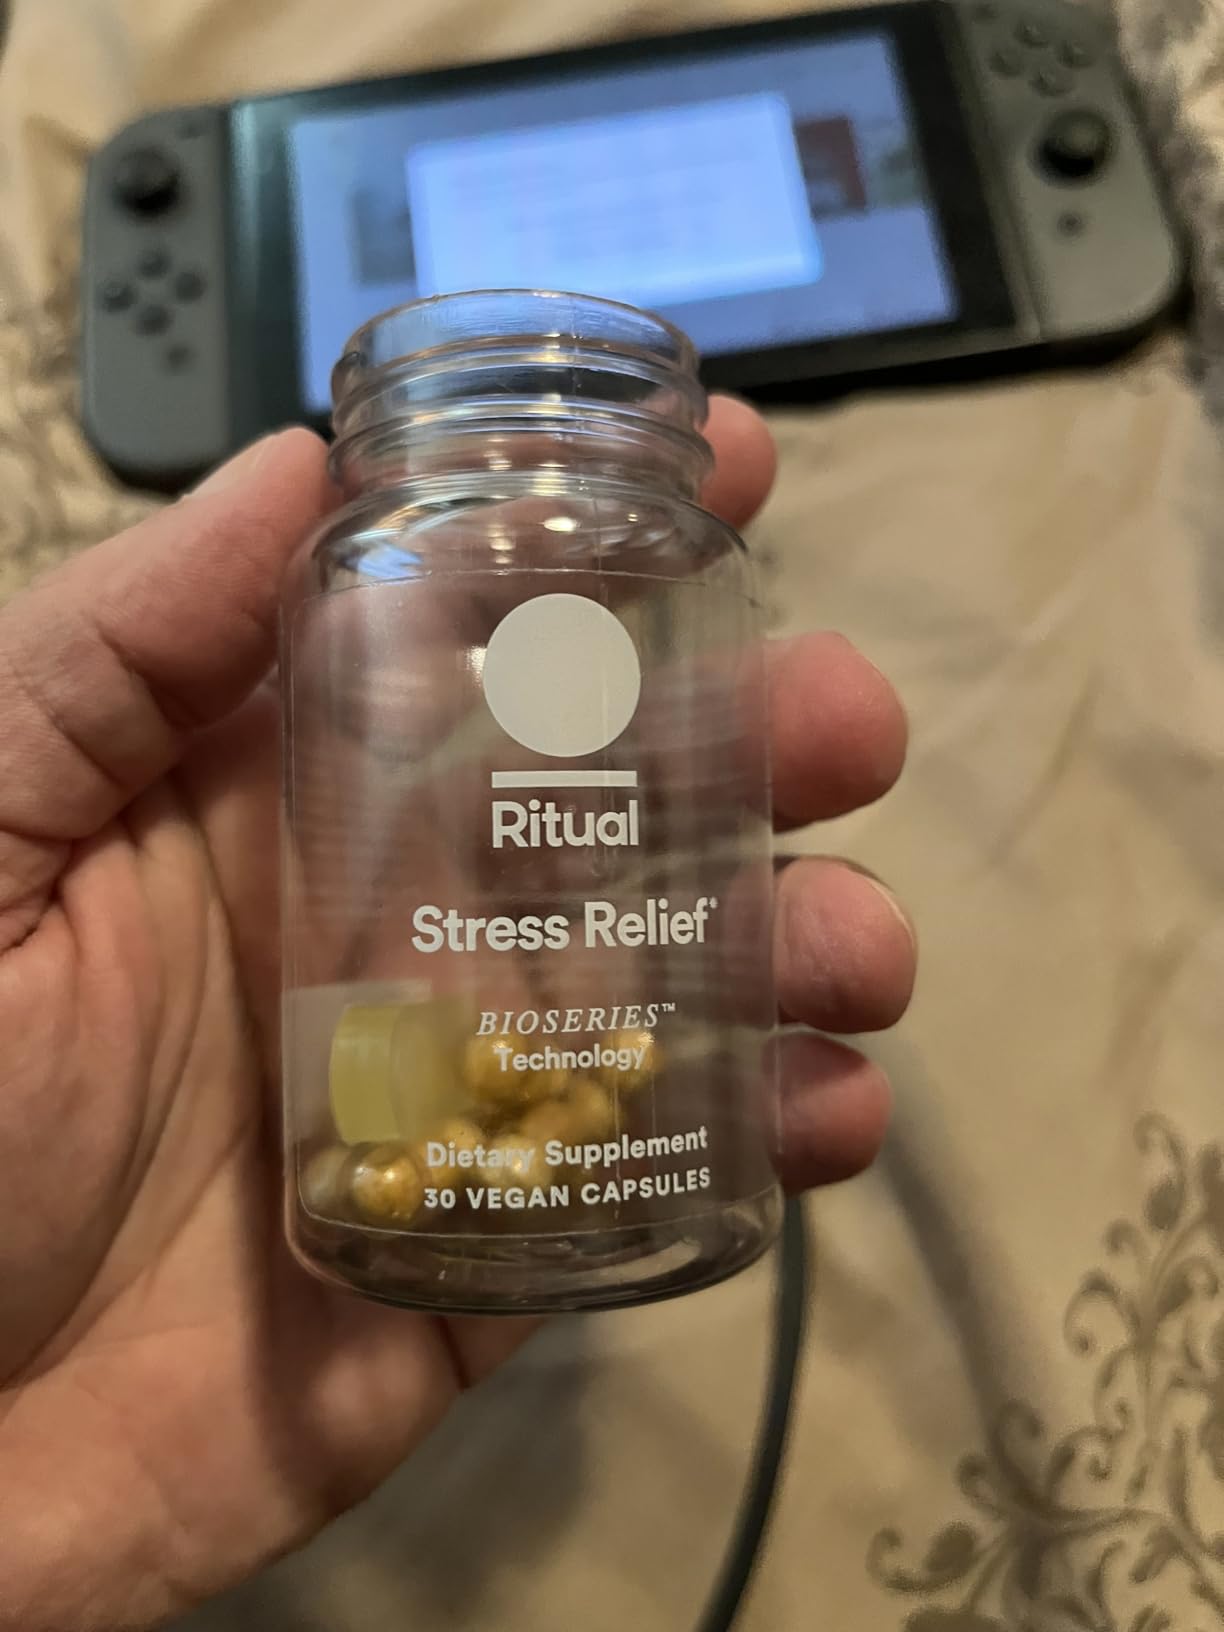 Ritual
Stress Relief*
BIOSERIES™
Technology
Dietary Supplement
30 VEGAN CAPSULES